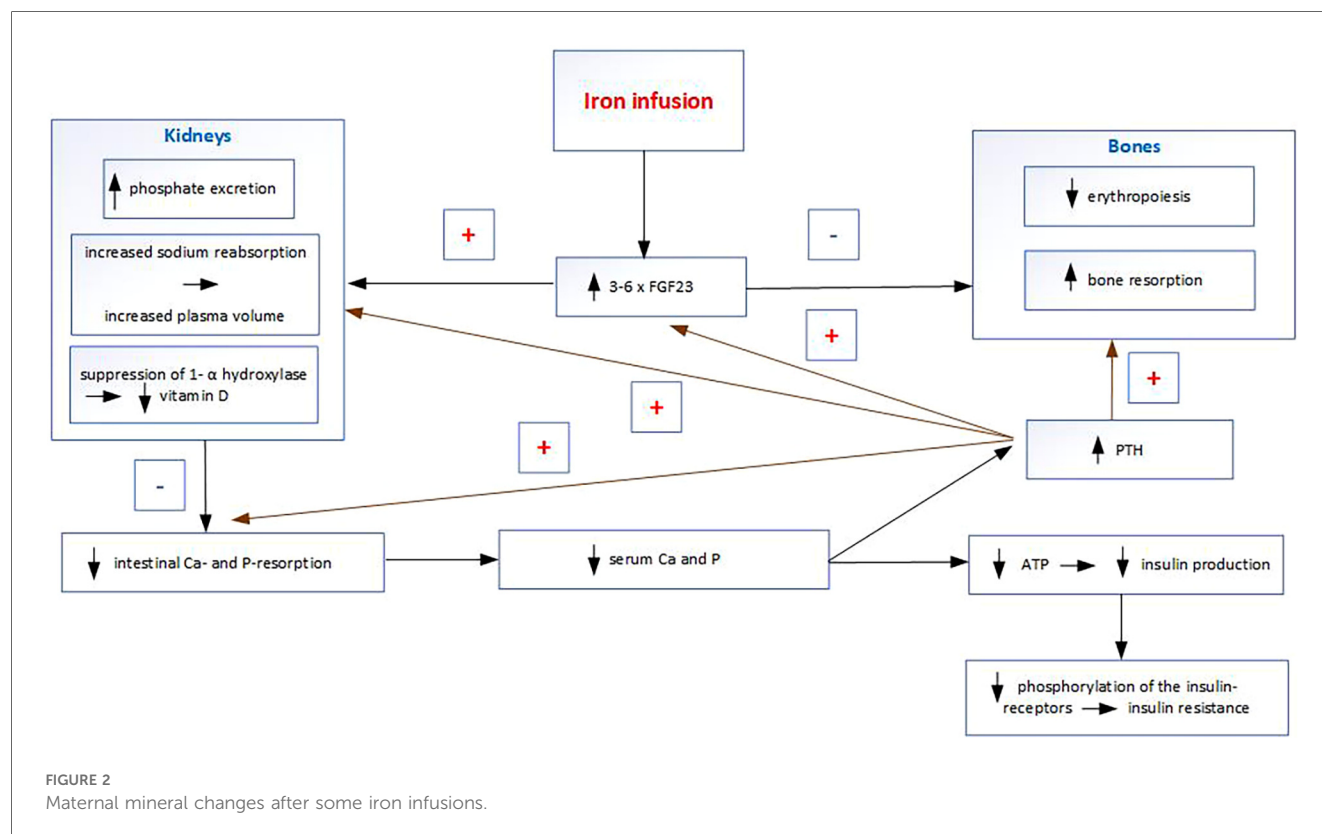 Iron infusion
Kidneys
phosphate excretion
increased sodium reabsorption
increased plasma volume
suppression of 1- α hydroxylase
vitamin D
+
-
3-6 x FGF23
Bones
erythropoiesis
bone resorption
+
+
+
+
PTH
-
intestinal Ca- and P-resorption
serum Ca and P
ATP
insulin production
phosphorylation of the insulin-
receptors
insulin resistance
FIGURE 2
Maternal mineral changes after some iron infusions.